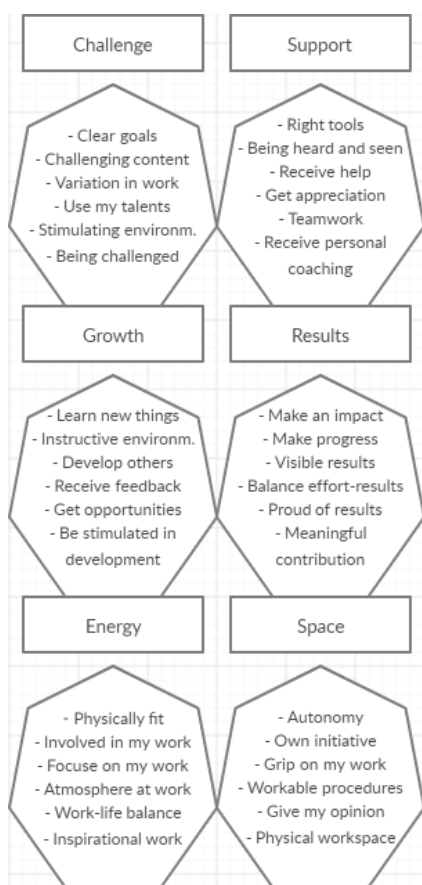 Challenge
- Clear goals
- Challenging content
- Variation in work
- Use my talents
- Stimulating environm.
- Being challenged
Support
- Right tools
- Being heard and seen
- Receive help
- Get appreciation
- Teamwork
- Receive personal
coaching
Growth
- Learn new things
- Instructive environm.
- Develop others
- Receive feedback
- Get opportunities
- Be stimulated in
development
Results
- Make an impact
- Make progress
- Visible results
- Balance effort-results
- Proud of results
- Meaningful
contribution
Energy
- Physically fit
- Involved in my work
- Focuse on my work
- Atmosphere at work
- Work-life balance
- Inspirational work
Space
- Autonomy
- Own initiative
- Grip on my work
- Workable procedures
- Give my opinion
- Physical workspace